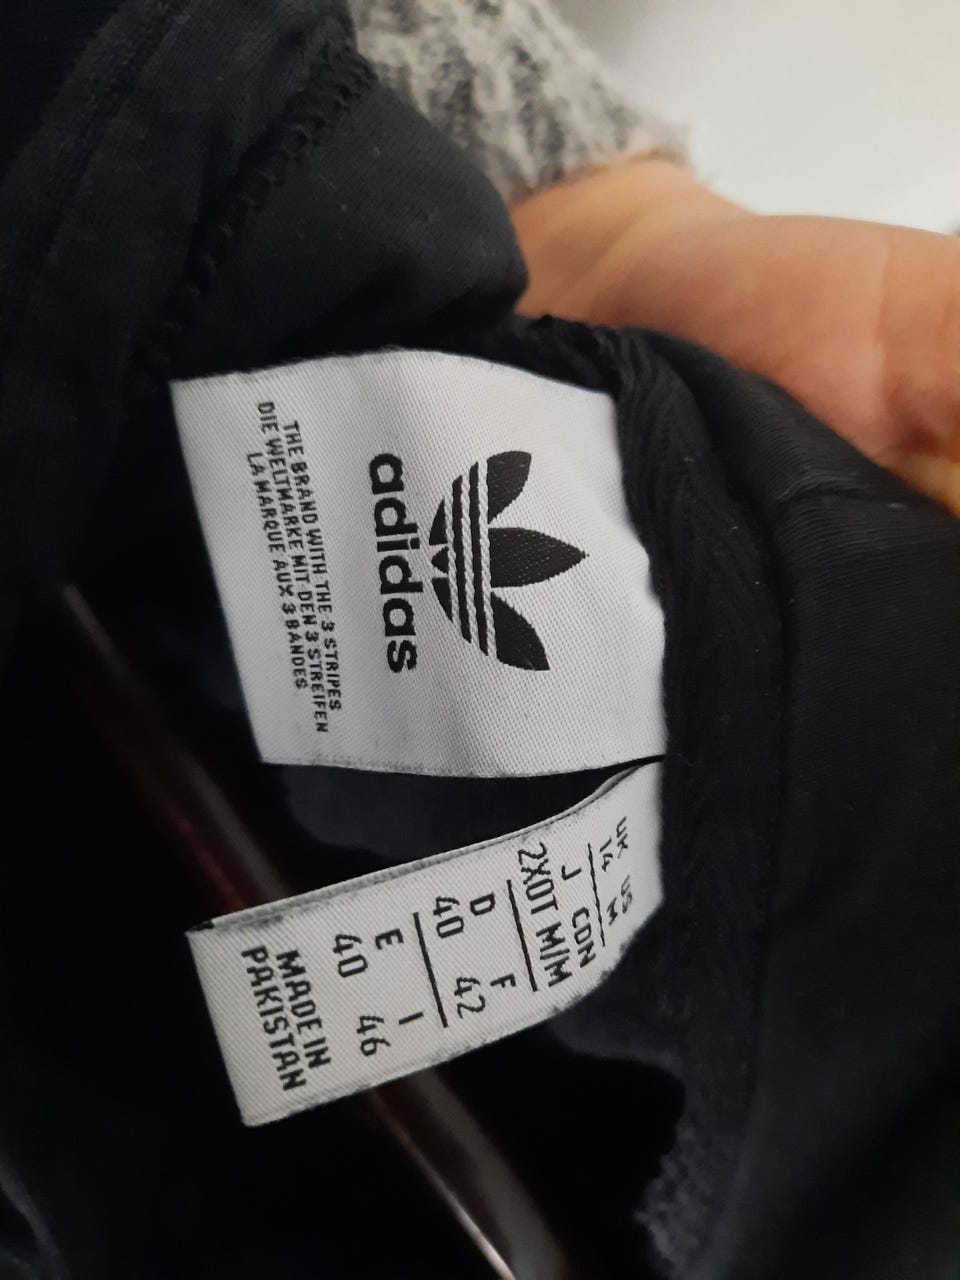 adidas
THE BRAND WITH THE 3 STRIPES
DIE WELTMARKE MIT DEN 3 STREIFEN
LA MARQUE AUX 3 BANDES
UK US
14 M
J CDN
2XOT M/M
D F
40 42
E I
40 46
MADE IN
PAKISTAN